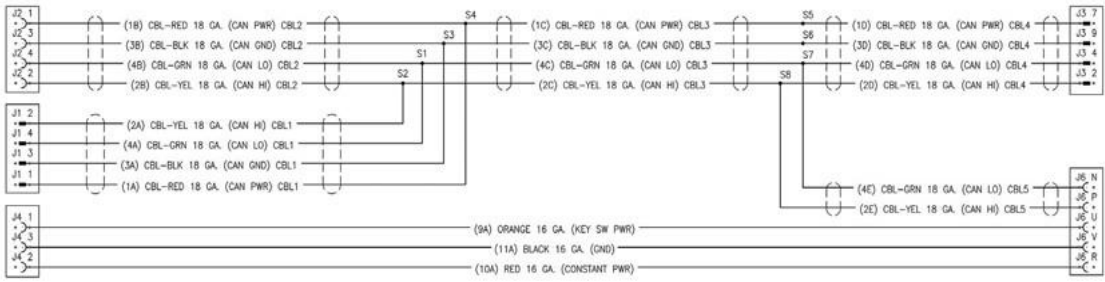 J2 1 (1B) CBL-RED 18 GA. (CAN PWR) CBL2 S4 (1C) CBL-RED 18 GA. (CAN PWR) CBL3 S5 (1D) CBL-RED 18 GA. (CAN PWR) CBL4 J3 7
J2 3 (3B) CBL-BLK 18 GA. (CAN GND) CBL2 S3 (3C) CBL-BLK 18 GA. (CAN GND) CBL3 S6 (3D) CBL-BLK 18 GA. (CAN GND) CBL4 J3 9
J2 4 (4B) CBL-GRN 18 GA. (CAN LO) CBL2 S1 (4C) CBL-GRN 18 GA. (CAN LO) CBL3 S7 (4D) CBL-GRN 18 GA. (CAN LO) CBL4 J3 4
J2 2 (2B) CBL-YEL 18 GA. (CAN HI) CBL2 S2 (2C) CBL-YEL 18 GA. (CAN HI) CBL3 S8 (2D) CBL-YEL 18 GA. (CAN HI) CBL4 J3 2
J1 2 (2A) CBL-YEL 18 GA. (CAN HI) CBL1
J1 4 (4A) CBL-GRN 18 GA. (CAN LO) CBL1
J1 3 (3A) CBL-BLK 18 GA. (CAN GND) CBL1
J1 1 (1A) CBL-RED 18 GA. (CAN PWR) CBL1
(4E) CBL-GRN 18 GA. (CAN LO) CBL5 J6 N
(2E) CBL-YEL 18 GA. (CAN HI) CBL5 J6 P
J4 1 (9A) ORANGE 16 GA. (KEY SW PWR) J6 U
J4 3 (11A) BLACK 16 GA. (GND) J6 V
J4 2 (10A) RED 16 GA. (CONSTANT PWR) J6 R